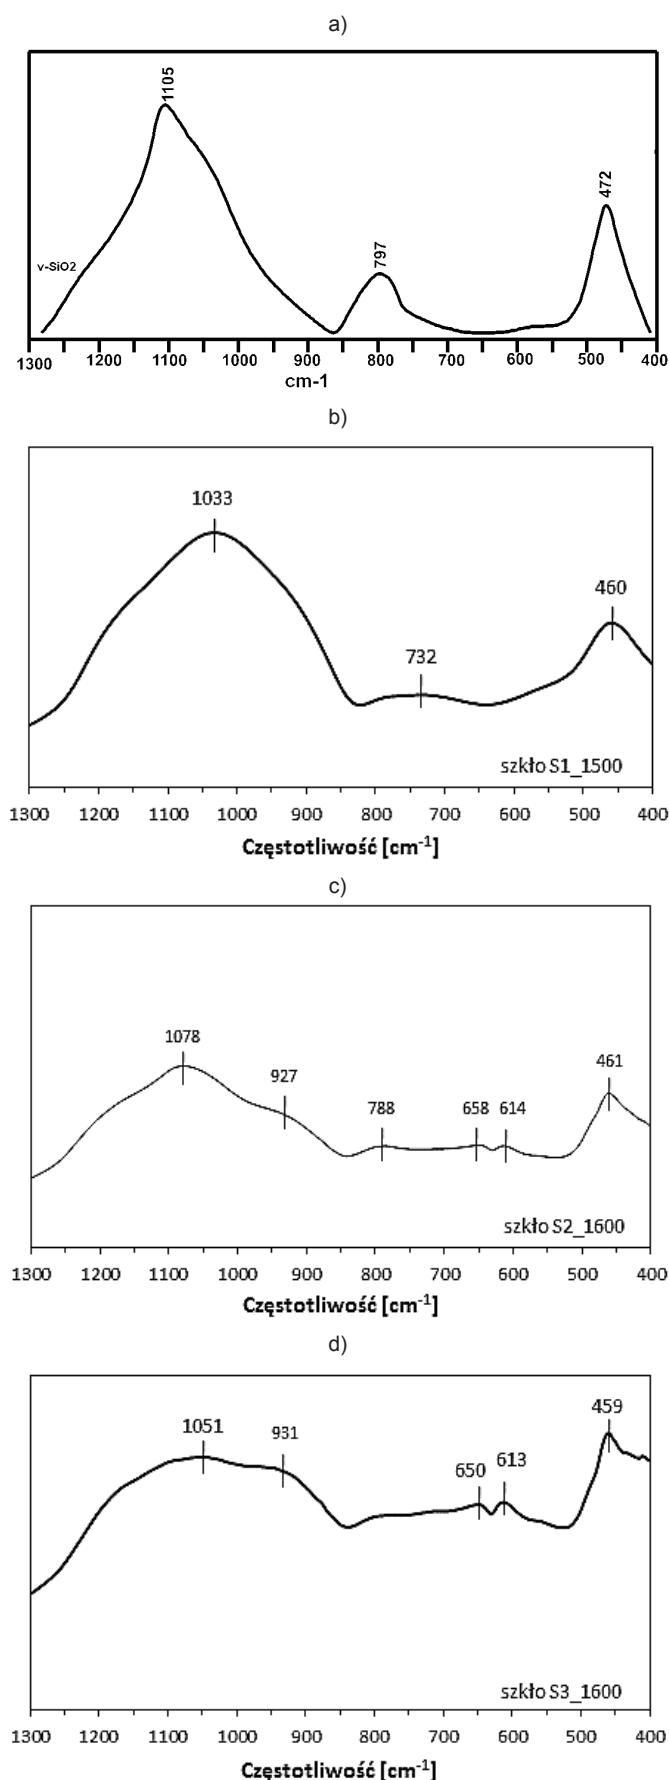 a)
1105
797
472
v-SiO2
1300 1200 1100 1000 900 800 700 600 500 400
cm-1
b)
1033
732
460
szkło S1_1500
1300 1200 1100 1000 900 800 700 600 500 400
Częstotliwość [cm-1]
c)
1078
927
788
658
614
461
szkło S2_1600
1300 1200 1100 1000 900 800 700 600 500 400
Częstotliwość [cm-1]
d)
1051
931
650
613
459
szkło S3_1600
1300 1200 1100 1000 900 800 700 600 500 400
Częstotliwość [cm-1]